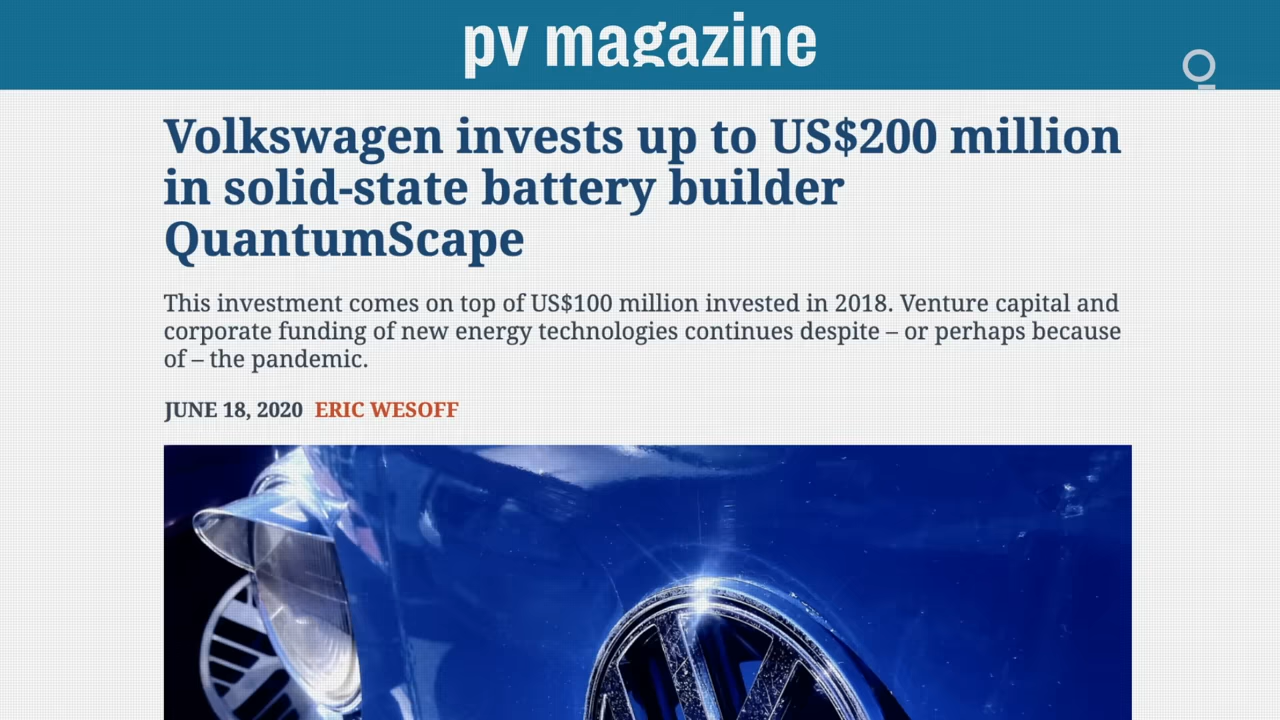 pv magazine
Volkswagen invests up to US$200 million
in solid-state battery builder
QuantumScape
This investment comes on top of US$100 million invested in 2018. Venture capital and
corporate funding of new energy technologies continues despite – or perhaps because
of – the pandemic.
JUNE 18, 2020 ERIC WESOFF